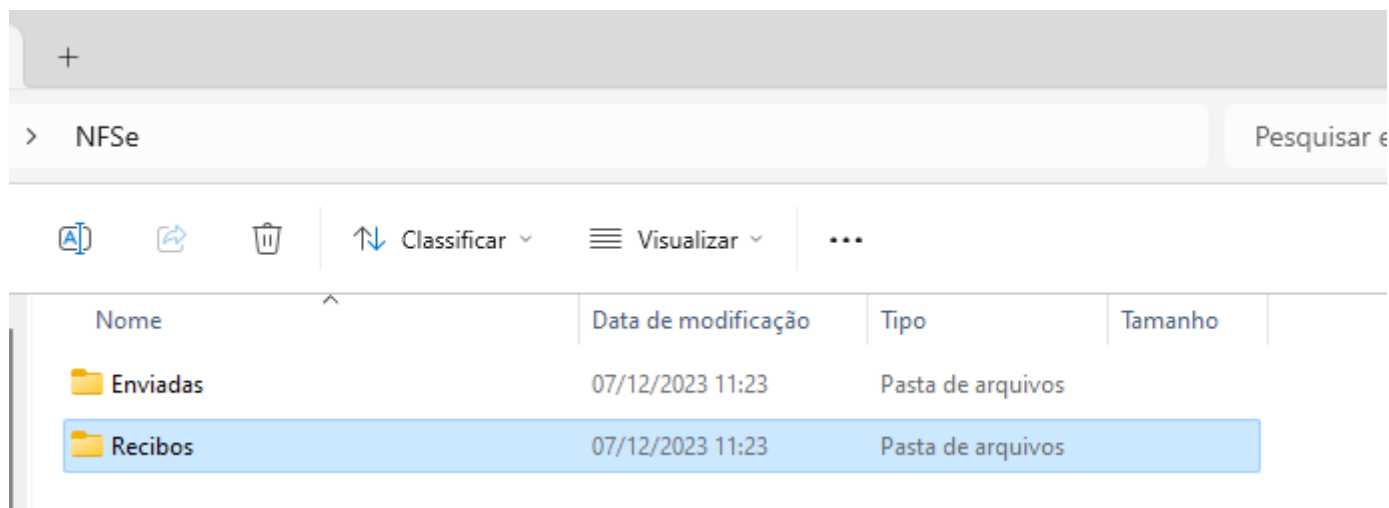 NFSe
Pesquisar e
Classificar
Visualizar
Nome Data de modificação Tipo Tamanho
Enviadas 07/12/2023 11:23 Pasta de arquivos
Recibos 07/12/2023 11:23 Pasta de arquivos